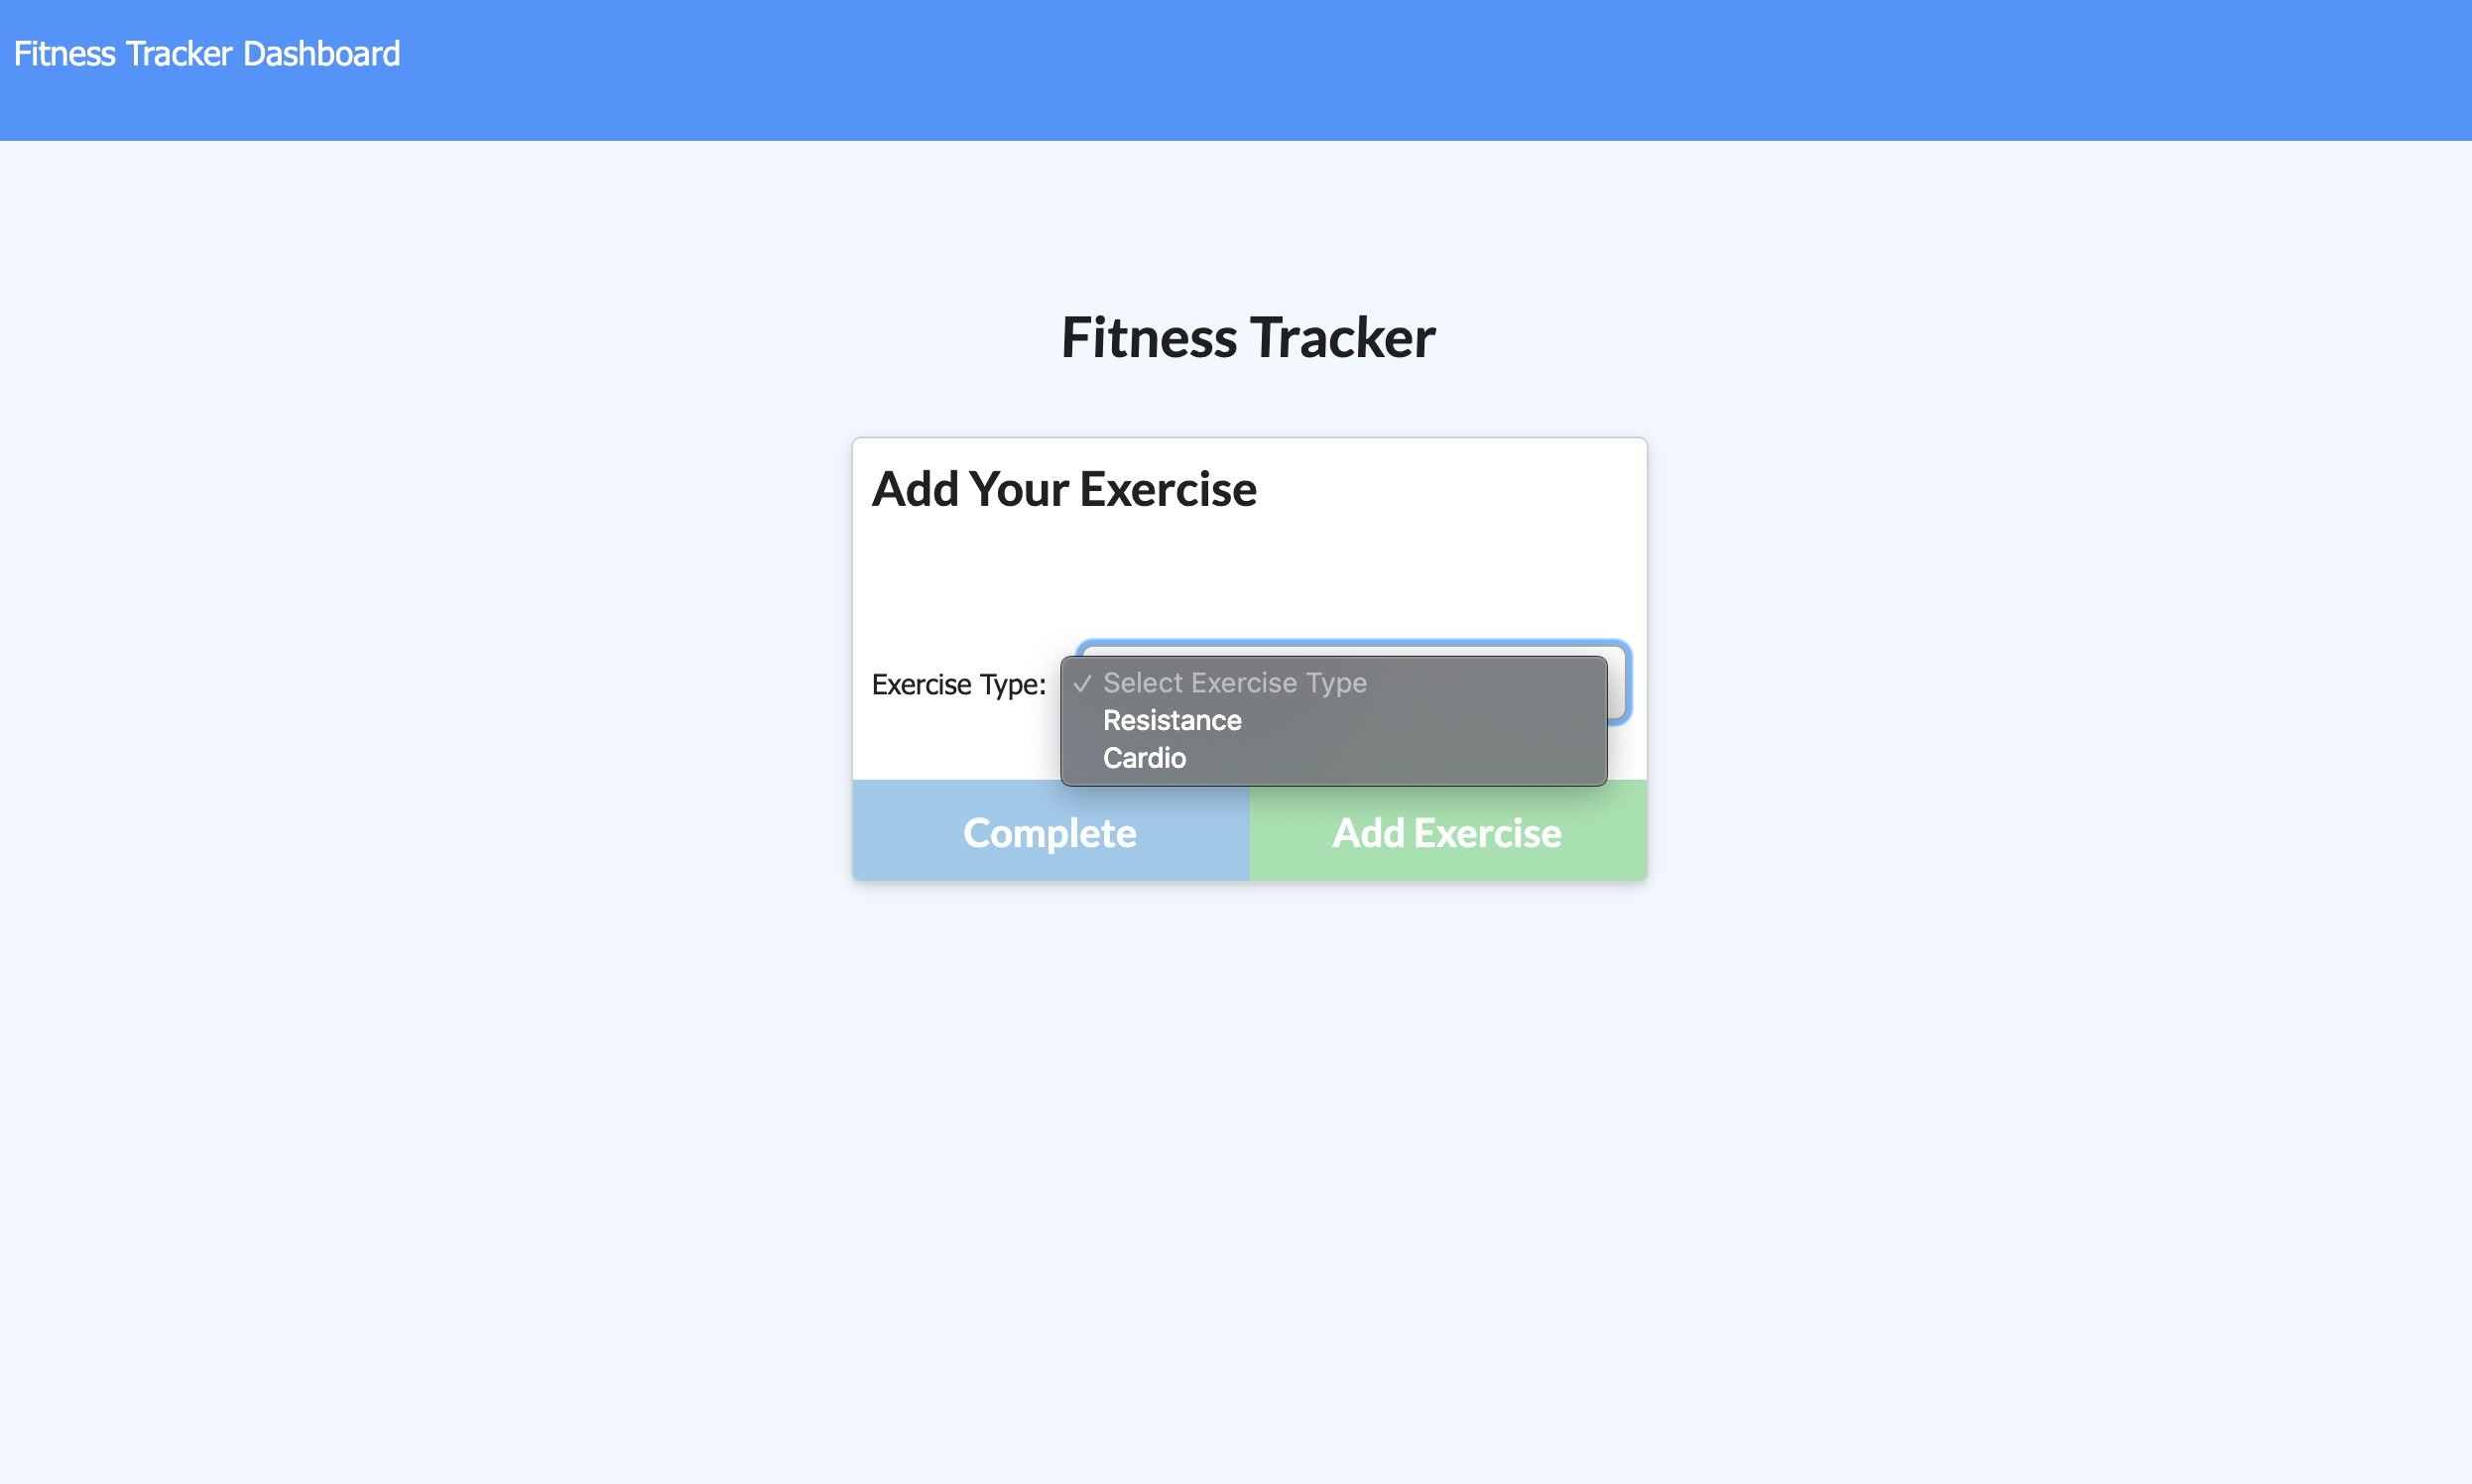 Fitness Tracker Dashboard
Fitness Tracker
Add Your Exercise
Exercise Type:
✓ Select Exercise Type
Resistance
Cardio
Complete
Add Exercise